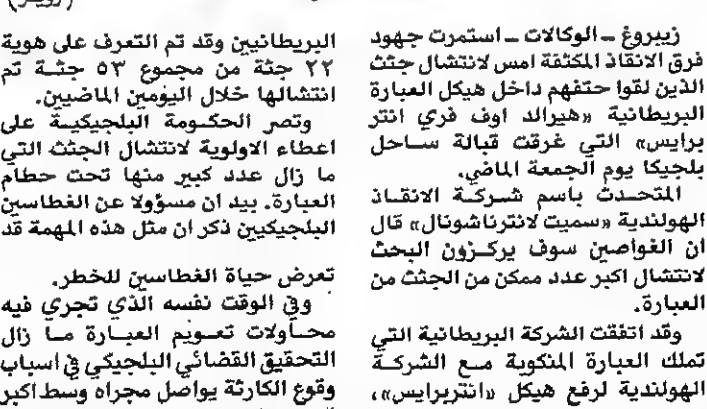 (رويتر)
زيبروغ ــ الوكالات ــ استمرت جهود
فرق الانقاذ المكثفة امس لانتشال جثث
الذين لقوا حتفهم داخل هيكل العبارة
البريطانية «هيرالد اوف فري انتر
برايس» التي غرقت قبالة ساحل
بلجيكا يوم الجمعة الماضي.
المتحدث باسم شركة الانقاذ
الهولندية «سميت لانترناشونال» قال
ان الغواصين سوف يركزون البحث
لانتشال اكبر عدد ممكن من الجثث من
العبارة.
وقد اتفقت الشركة البريطانية التي
تملك العبارة المنكوبة مع الشركة
الهولندية لرفع هيكل «انتربرايس»،
البريطانيين وقد تم التعرف على هوية
٢٢ جثة من مجموع ٥٣ جثة تم
انتشالها خلال اليومين الماضيين.
وتصر الحكومة البلجيكية على
اعطاء الاولوية لانتشال الجثث التي
ما زال عدد كبير منها تحت حطام
العبارة. بيد ان مسؤولا عن الغطاسين
البلجيكيين ذكر ان مثل هذه المهمة قد
تعرض حياة الغطاسين للخطر.
وفي الوقت نفسه الذي تجري فيه
محاولات تعويم العبارة ما زال
التحقيق القضائي البلجيكي في اسباب
وقوع الكارثة يواصل مجراه وسط اكبر